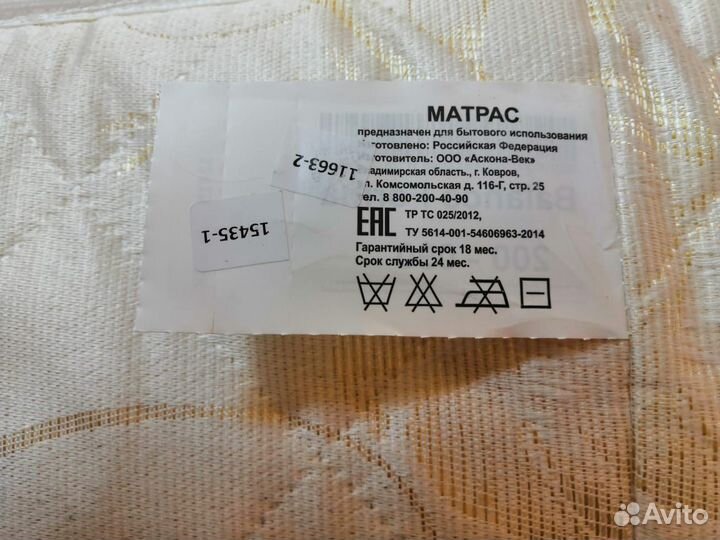 МАТРАС
предназначен для бытового использования
зготовлено: Российская Федерация
зготовитель: ООО «Аскона-Век»
ладимирская область, г. Ковров,
л. Комсомольская д. 116-Г, стр. 25
тел. 8 800-200-40-90
ЕАС ТР ТС 025/2012,
ТУ 5614-001-54606963-2014
Гарантийный срок 18 мес.
Срок службы 24 мес.
11663-2
15435-1
Avito